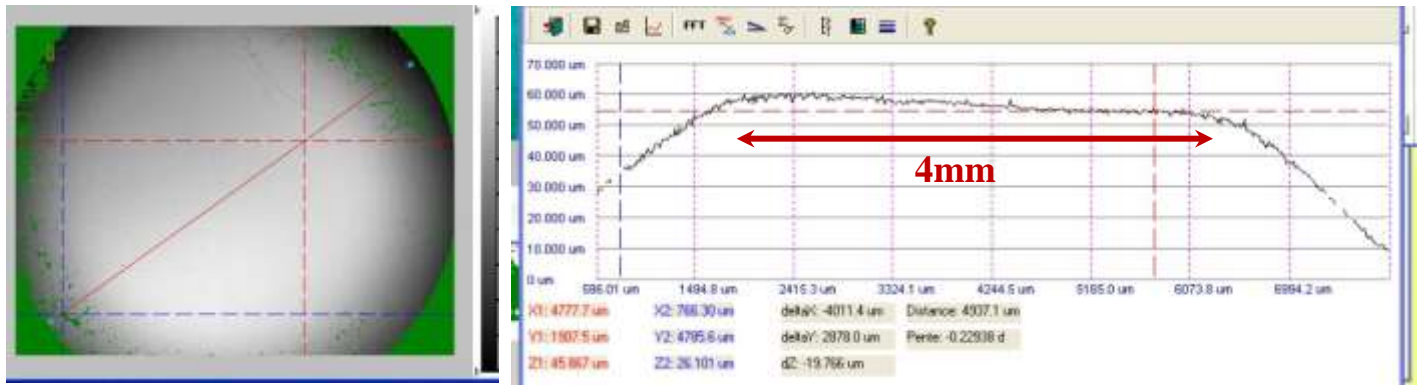 FFT
70.000 um
60.000 um
50.000 um
40.000 um
30.000 um
20.000 um
10.000 um
0 um
4mm
596.01 um 1494.8 um 2415.3 um 3324.1 um 4244.5 um 5165.0 um 6073.8 um 6994.2 um
X1: 4777.7 um X2: 766.30 um deltaX: -4011.4 um Distance: 4937.1 um
Y1: 1907.5 um Y2: 4785.6 um deltaY: 2878.0 um Pente: -0.22938 d
Z1: 45.867 um Z2: 26.101 um dZ: -19.766 um